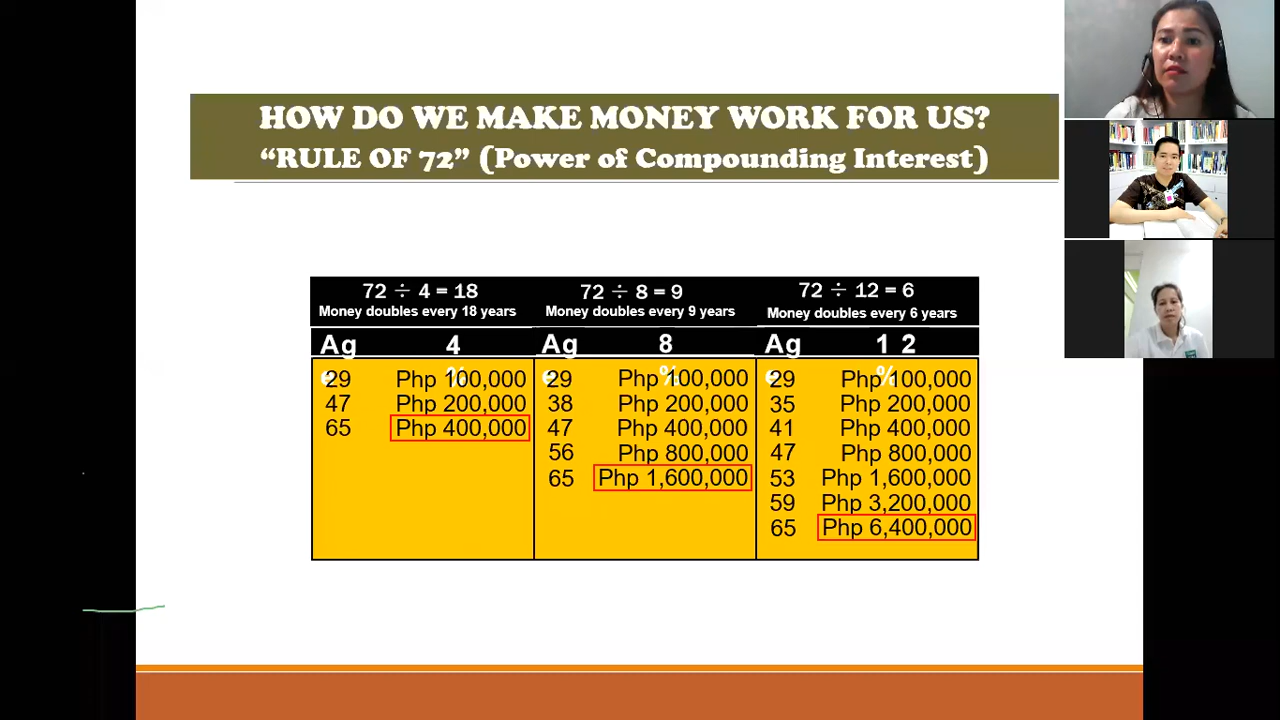 HOW DO WE MAKE MONEY WORK FOR US?
“RULE OF 72” (Power of Compounding Interest)
72 ÷ 4 = 18
Money doubles every 18 years
72 ÷ 8 = 9
Money doubles every 9 years
72 ÷ 12 = 6
Money doubles every 6 years
Age 4%
29 Php 100,000
47 Php 200,000
65 Php 400,000
Age 8%
29 Php 100,000
38 Php 200,000
47 Php 400,000
56 Php 800,000
65 Php 1,600,000
Age 12%
29 Php 100,000
35 Php 200,000
41 Php 400,000
47 Php 800,000
53 Php 1,600,000
59 Php 3,200,000
65 Php 6,400,000